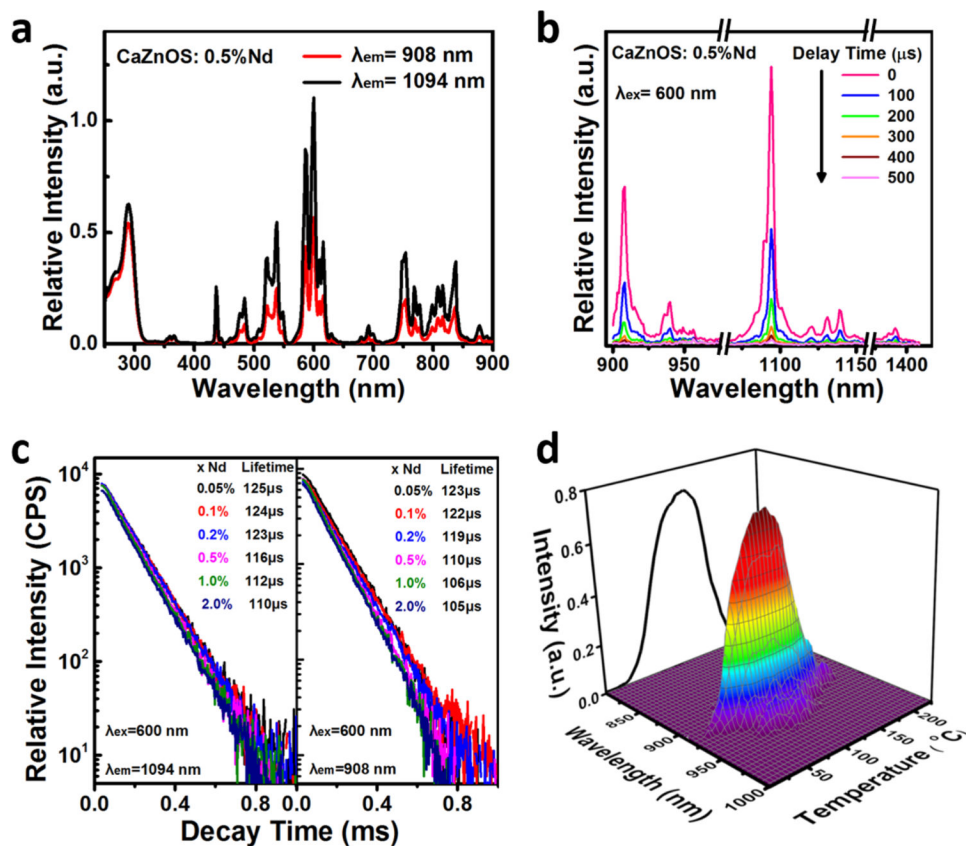 a
CaZnOS: 0.5%Nd
λem= 908 nm
λem= 1094 nm
Relative Intensity (a.u.)
1.0
0.5
0.0
300 400 500 600 700 800 900
Wavelength (nm)
b
CaZnOS: 0.5%Nd
Delay Time (μs)
λex= 600 nm
0
100
200
300
400
500
Relative Intensity (a.u.)
900 950 1100 1150 1400
Wavelength (nm)
c
Relative Intensity (CPS)
10⁴
10³
10²
10¹
x Nd Lifetime
0.05% 125μs
0.1% 124μs
0.2% 123μs
0.5% 116μs
1.0% 112μs
2.0% 110μs
λex=600 nm
λem=1094 nm
x Nd Lifetime
0.05% 123μs
0.1% 122μs
0.2% 119μs
0.5% 110μs
1.0% 106μs
2.0% 105μs
λex=600 nm
λem=908 nm
0.0 0.4 0.8 0.0 0.4 0.8
Decay Time (ms)
d
Intensity (a.u.)
0.8
0.6
0.4
0.2
0.0
850
900
950
1000
Wavelength (nm)
50
100
150
200
Temperature (°C)